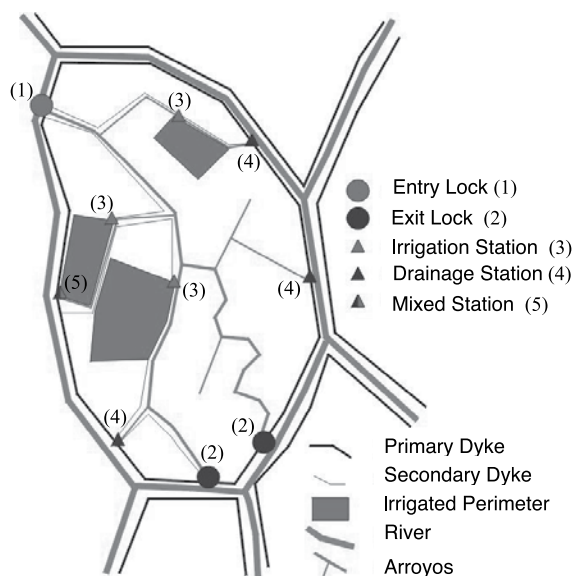 (1)
(3)
(4)
(3)
(5)
(3)
(4)
(4)
(2)
(2)
Entry Lock (1)
Exit Lock (2)
Irrigation Station (3)
Drainage Station (4)
Mixed Station (5)
Primary Dyke
Secondary Dyke
Irrigated Perimeter
River
Arroyos